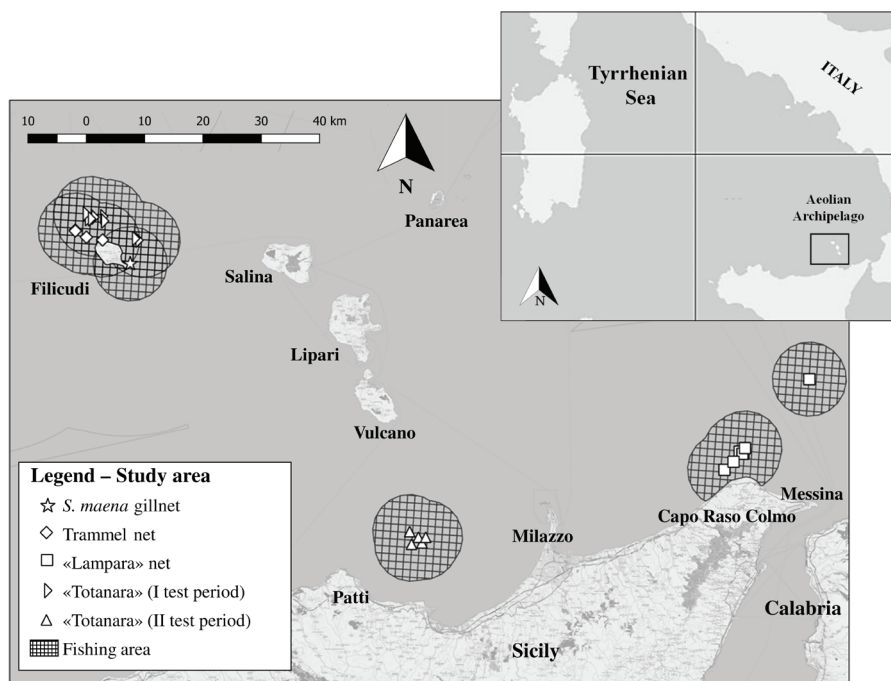 Tyrrhenian
Sea
ITALY
Aeolian
Archipelago
N
10 0 10 20 30 40 km
N
Panarea
Filicudi
Salina
Lipari
Vulcano
Legend – Study area
S. maena gillnet
Trammel net
«Lampara» net
«Totanara» (I test period)
«Totanara» (II test period)
Fishing area
Patti
Milazzo
Messina
Capo Raso Colmo
Calabria
Sicily